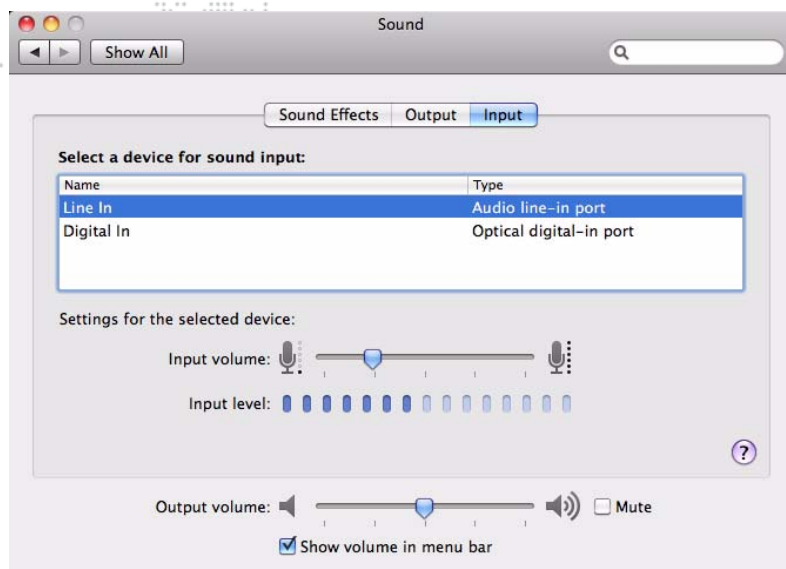 Sound
Show All
Sound Effects Output Input
Select a device for sound input:
Name Type
Line In Audio line-in port
Digital In Optical digital-in port
Settings for the selected device:
Input volume:
Input level:
?
Output volume: Mute
Show volume in menu bar